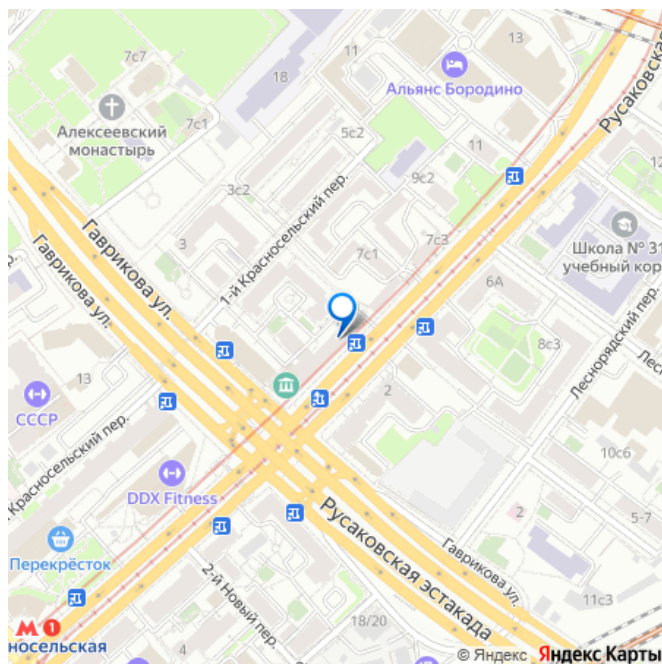 7с7
18
11
13
Альянс Бородино
Русаковская
Алексеевский
монастырь
7с1
5с2
11
12
9с2
3с2
1-й Красносельский пер.
3
7с1
7с3
Школа № 31
учебный кор
6А
Гаврикова ул.
Гаврикова ул.
р.
8с3
Леснорядский пер.
Лес
13
СССР
2
Красносельский пер.
10с6
DDX Fitness
2
5-7
Перекрёсток
Русаковская эстакада
Гаврикова ул.
2-й Новый пер.
11с3
М 1
носельская
4
18/20
© Яндекс Яндекс Карты